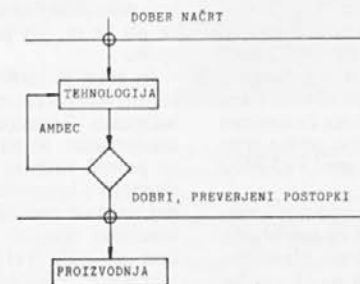 DOBER NAČRT
TEHNOLOGIJA
AMDEC
DOBRI, PREVERJENI POSTOPKI
PROIZVODNJA